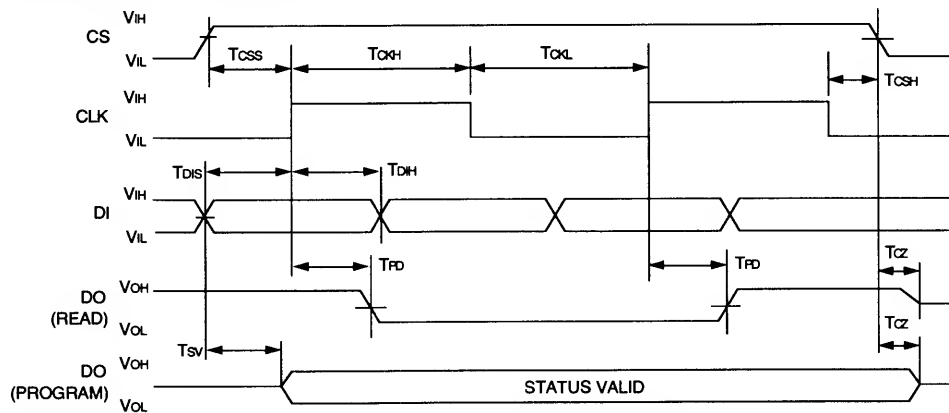 CS
VIH
VIL
TCSS
TCKH
TCKL
TCSH
CLK
VIH
VIL
TDIS
TDIH
DI
VIH
VIL
TPD
TPD
TCZ
DO
(READ)
VOH
VOL
TSV
TCZ
DO
(PROGRAM)
VOH
VOL
STATUS VALID